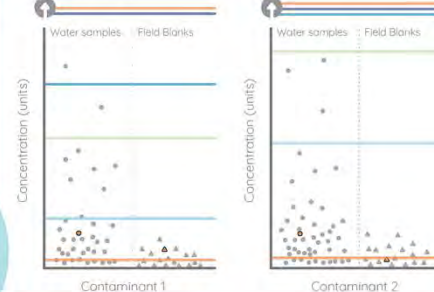 Water samples Field Blanks
Concentration (units)
Contaminant 1
Water samples Field Blanks
Concentration (units)
Contaminant 2